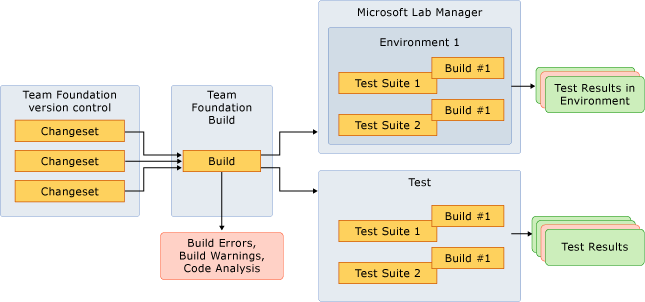 Microsoft Lab Manager
Environment 1
Build #1
Test Suite 1
Build #1
Test Suite 2
Test Results in
Environment
Team Foundation
version control
Changeset
Changeset
Changeset
Team
Foundation
Build
Build
Build Errors,
Build Warnings,
Code Analysis
Test
Build #1
Test Suite 1
Build #1
Test Suite 2
Test Results